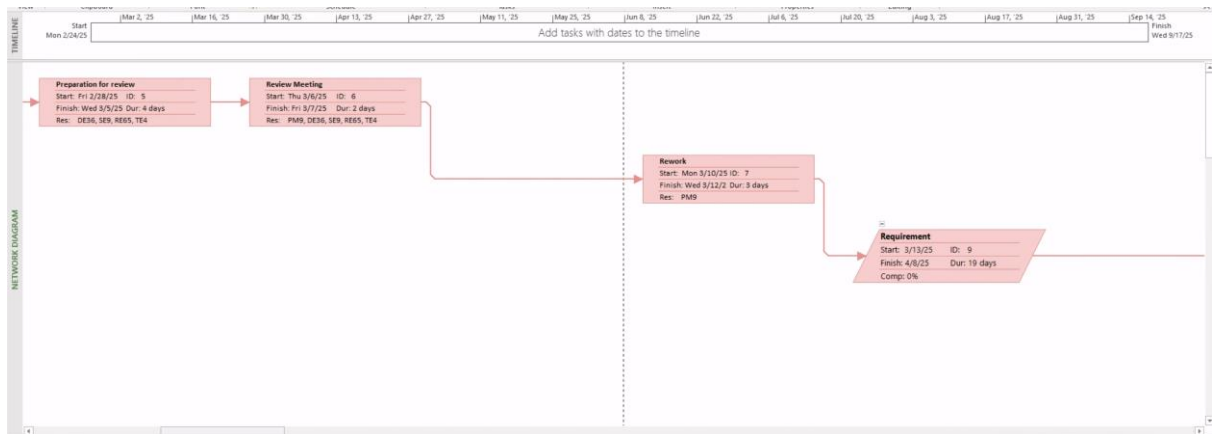 Mar 2, '25 Mar 16, '25 Mar 30, '25 Apr 13, '25 Apr 27, '25 May 11, '25 May 25, '25 Jun 8, '25 Jun 22, '25 Jul 6, '25 Jul 20, '25 Aug 3, '25 Aug 17, '25 Aug 31, '25 Sep 14, '25
TIMELINE
Start
Mon 2/24/25
Add tasks with dates to the timeline
Finish
Wed 9/17/25
NETWORK DIAGRAM
Preparation for review
Start: Fri 2/28/25 ID: 5
Finish: Wed 3/5/25 Dur: 4 days
Res: DE36, SE9, RE65, TE4
Review Meeting
Start: Thu 3/6/25 ID: 6
Finish: Fri 3/7/25 Dur: 2 days
Res: PM9, DE36, SE9, RE65, TE4
Rework
Start: Mon 3/10/25 ID: 7
Finish: Wed 3/12/2 Dur: 3 days
Res: PM9
Requirement
Start: 3/13/25 ID: 9
Finish: 4/8/25 Dur: 19 days
Comp: 0%